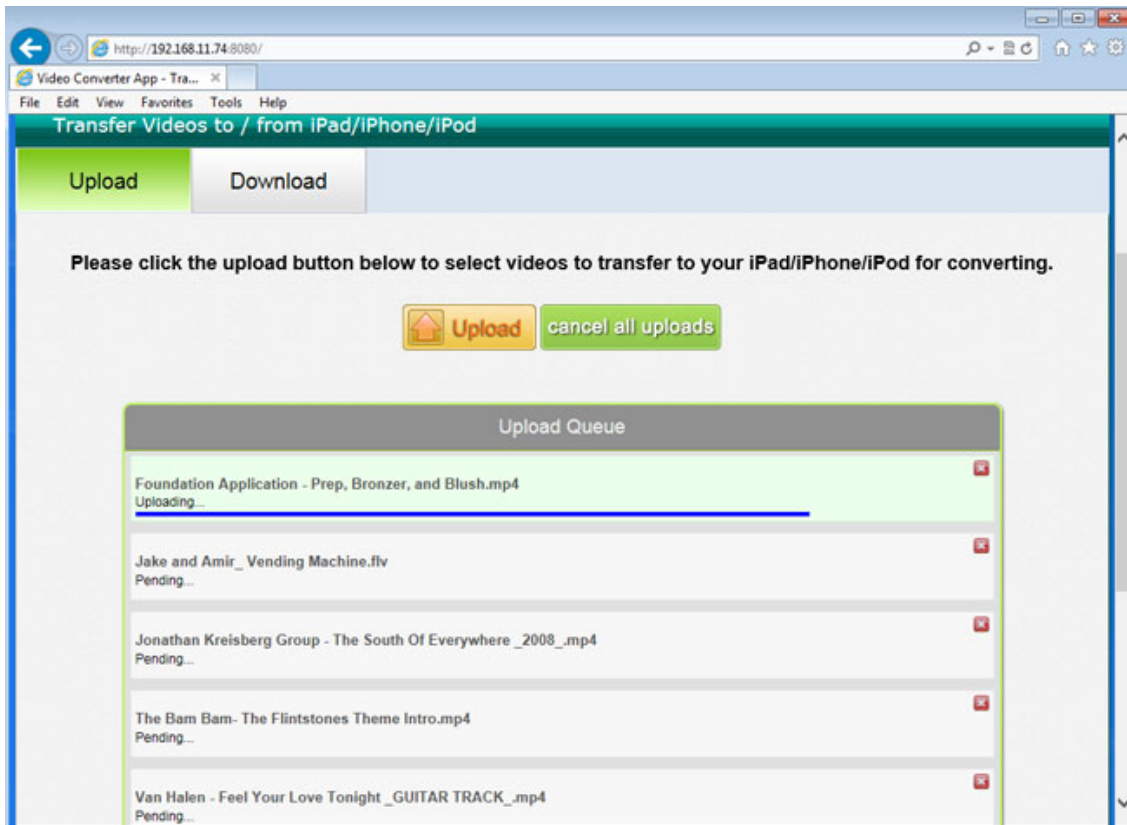 http://192.168.11.74:8080/
Video Converter App - Tra...
File Edit View Favorites Tools Help
Transfer Videos to / from iPad/iPhone/iPod
Upload Download
Please click the upload button below to select videos to transfer to your iPad/iPhone/iPod for converting.
Upload cancel all uploads
Upload Queue
Foundation Application - Prep, Bronzer, and Blush.mp4
Uploading...
Jake and Amir_ Vending Machine.flv
Pending...
Jonathan Kreisberg Group - The South Of Everywhere _2008_.mp4
Pending...
The Bam Bam- The Flintstones Theme Intro.mp4
Pending...
Van Halen - Feel Your Love Tonight _GUITAR TRACK_.mp4
Pending...